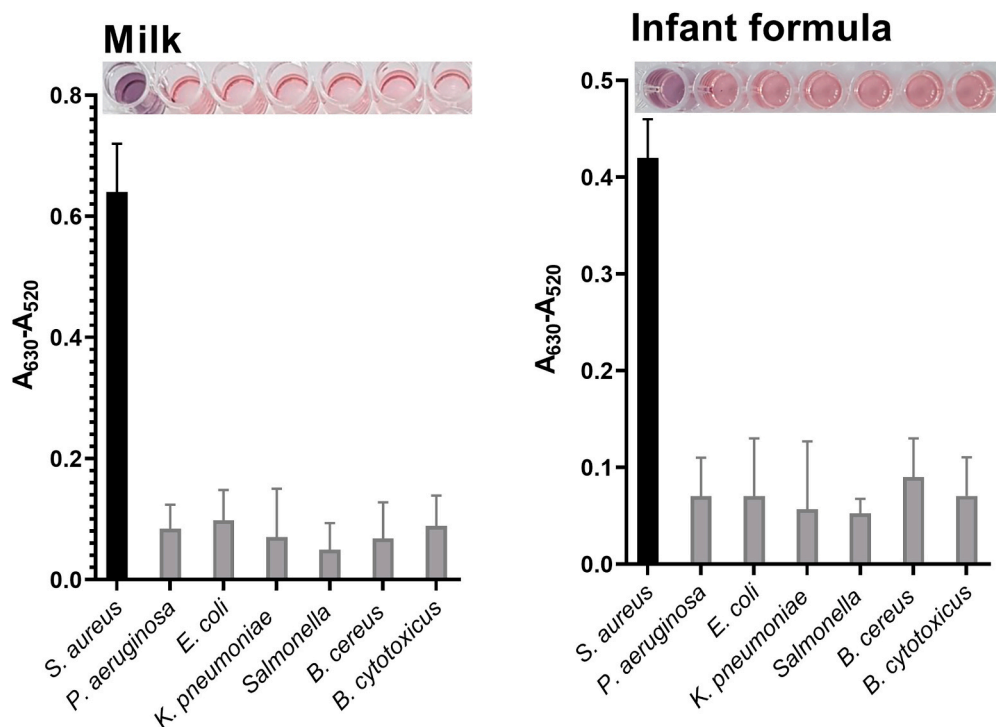 Milk
0.8
0.6
0.4
0.2
0.0
A630-A520
S. aureus
P. aeruginosa
E. coli
K. pneumoniae
Salmonella
B. cereus
B. cytotoxicus
Infant formula
0.5
0.4
0.3
0.2
0.1
0.0
A630-A520
S. aureus
P. aeruginosa
E. coli
K. pneumoniae
Salmonella
B. cereus
B. cytotoxicus